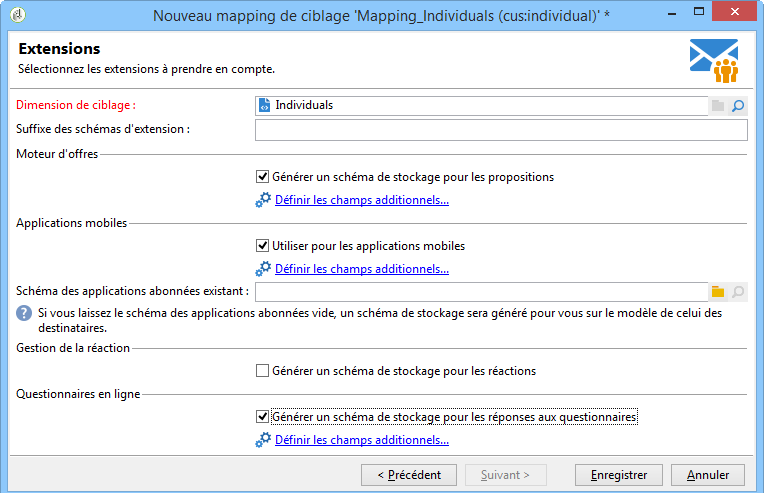 Nouveau mapping de ciblage 'Mapping_Individuals (cus:individual)' *
Extensions
Sélectionnez les extensions à prendre en compte.
Dimension de ciblage : Individuals
Suffixe des schémas d'extension :
Moteur d'offres
Générer un schéma de stockage pour les propositions
Définir les champs additionnels...
Applications mobiles
Utiliser pour les applications mobiles
Définir les champs additionnels...
Schéma des applications abonnées existant :
Si vous laissez le schéma des applications abonnées vide, un schéma de stockage sera généré pour vous sur le modèle de celui des
destinataires.
Gestion de la réaction
Générer un schéma de stockage pour les réactions
Questionnaires en ligne
Générer un schéma de stockage pour les réponses aux questionnaires
Définir les champs additionnels...
< Précédent Suivant > Enregistrer Annuler